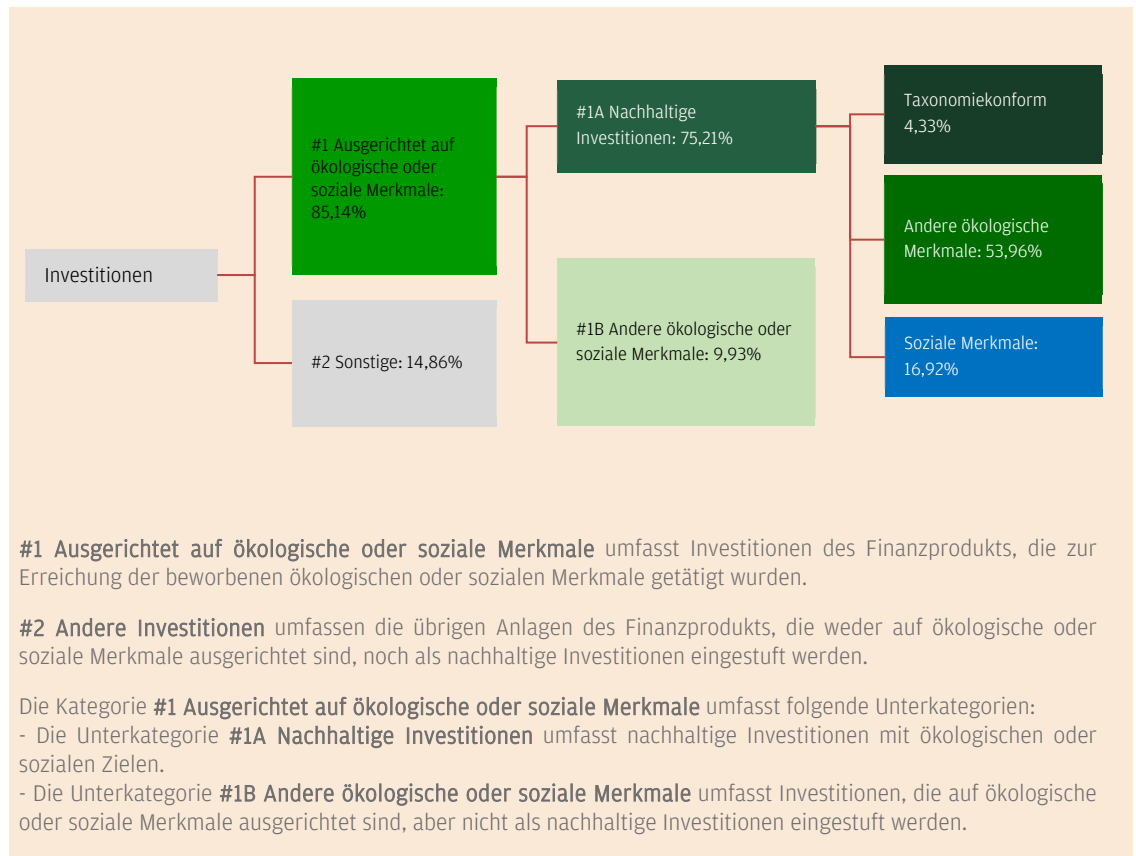 Investitionen
#1 Ausgerichtet auf
ökologische oder
soziale Merkmale:
85,14%
#2 Sonstige: 14,86%
#1A Nachhaltige
Investitionen: 75,21%
#1B Andere ökologische oder
soziale Merkmale: 9,93%
Taxonomiekonform
4,33%
Andere ökologische
Merkmale: 53,96%
Soziale Merkmale:
16,92%
#1 Ausgerichtet auf ökologische oder soziale Merkmale umfasst Investitionen des Finanzprodukts, die zur
Erreichung der beworbenen ökologischen oder sozialen Merkmale getätigt wurden.
#2 Andere Investitionen umfassen die übrigen Anlagen des Finanzprodukts, die weder auf ökologische oder
soziale Merkmale ausgerichtet sind, noch als nachhaltige Investitionen eingestuft werden.
Die Kategorie #1 Ausgerichtet auf ökologische oder soziale Merkmale umfasst folgende Unterkategorien:
- Die Unterkategorie #1A Nachhaltige Investitionen umfasst nachhaltige Investitionen mit ökologischen oder
sozialen Zielen.
- Die Unterkategorie #1B Andere ökologische oder soziale Merkmale umfasst Investitionen, die auf ökologische
oder soziale Merkmale ausgerichtet sind, aber nicht als nachhaltige Investitionen eingestuft werden.